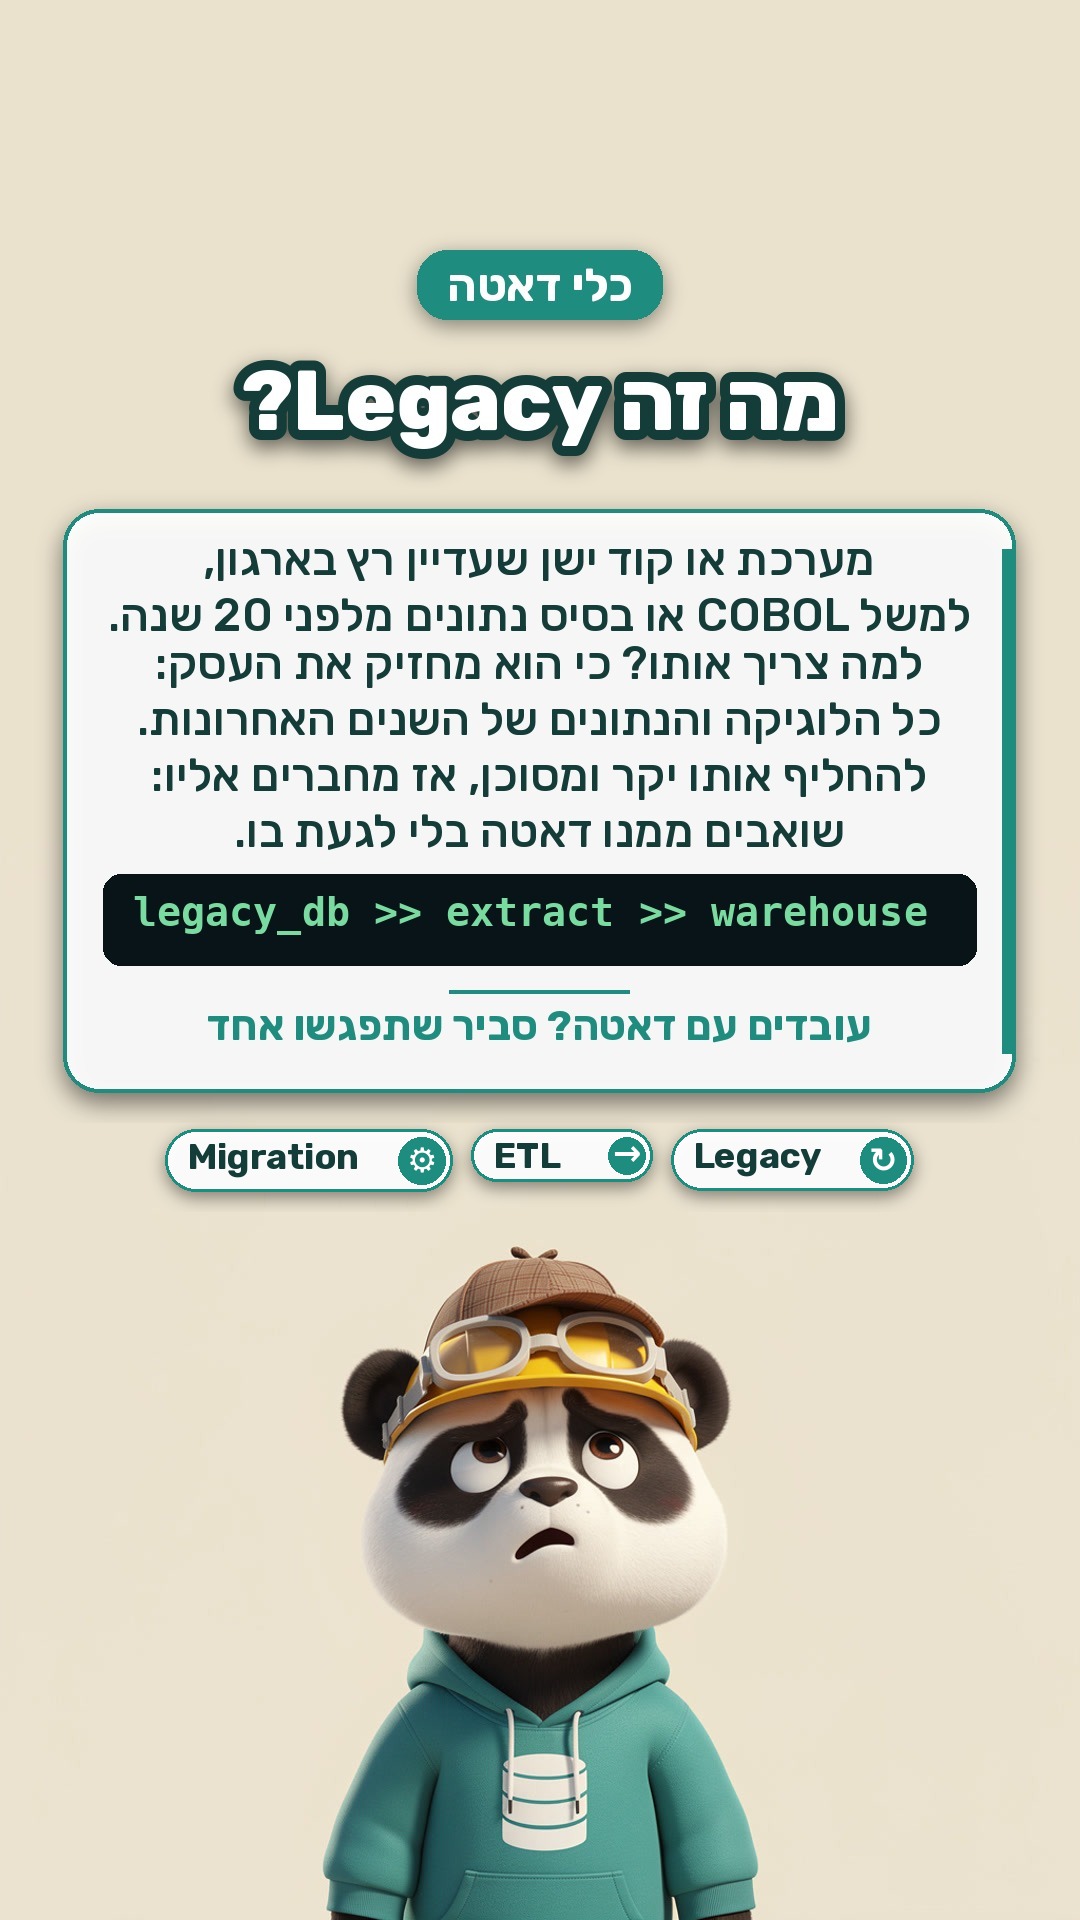 כלי דאטה
מה זה Legacy?
מערכת או קוד ישן שעדיין רץ בארגון,
למשל COBOL או בסיס נתונים מלפני 20 שנה.
למה צריך אותו? כי הוא מחזיק את העסק:
כל הלוגיקה והנתונים של השנים האחרונות.
להחליף אותו יקר ומסוכן, אז מחברים אליו:
שואבים ממנו דאטה בלי לגעת בו.
legacy_db >> extract >> warehouse
עובדים עם דאטה? סביר שתפגשו אחד
Legacy ↻
ETL →
Migration ⚙